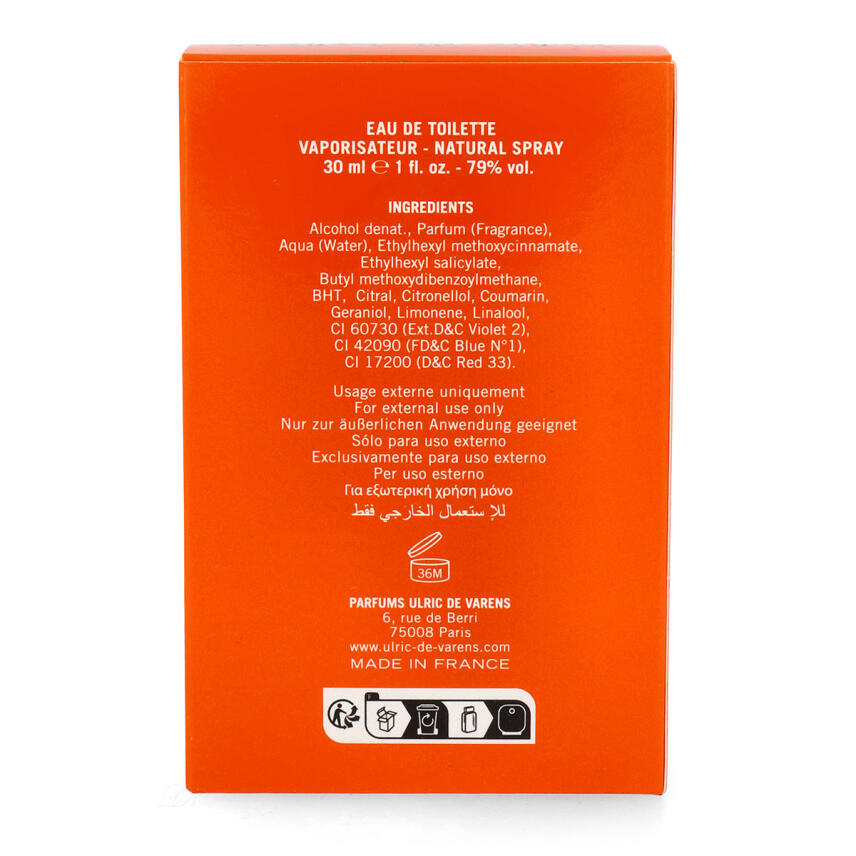 EAU DE TOILETTE
VAPORISATEUR - NATURAL SPRAY
30 ml ℮ 1 fl. oz. - 79% vol.
INGREDIENTS
Alcohol denat., Parfum (Fragrance),
Aqua (Water), Ethylhexyl methoxycinnamate,
Ethylhexyl salicylate,
Butyl methoxydibenzoylmethane,
BHT, Citral, Citronellol, Coumarin,
Geraniol, Limonene, Linalool,
CI 60730 (Ext.D&C Violet 2),
CI 42090 (FD&C Blue N°1),
CI 17200 (D&C Red 33).
Usage externe uniquement
For external use only
Nur zur äußerlichen Anwendung geeignet
Sólo para uso externo
Exclusivamente para uso externo
Per uso esterno
Για εξωτερική χρήση μόνο
للإستعمال الخارجي فقط
36M
PARFUMS ULRIC DE VARENS
6, rue de Berri
75008 Paris
www.ulric-de-varens.com
MADE IN FRANCE
F